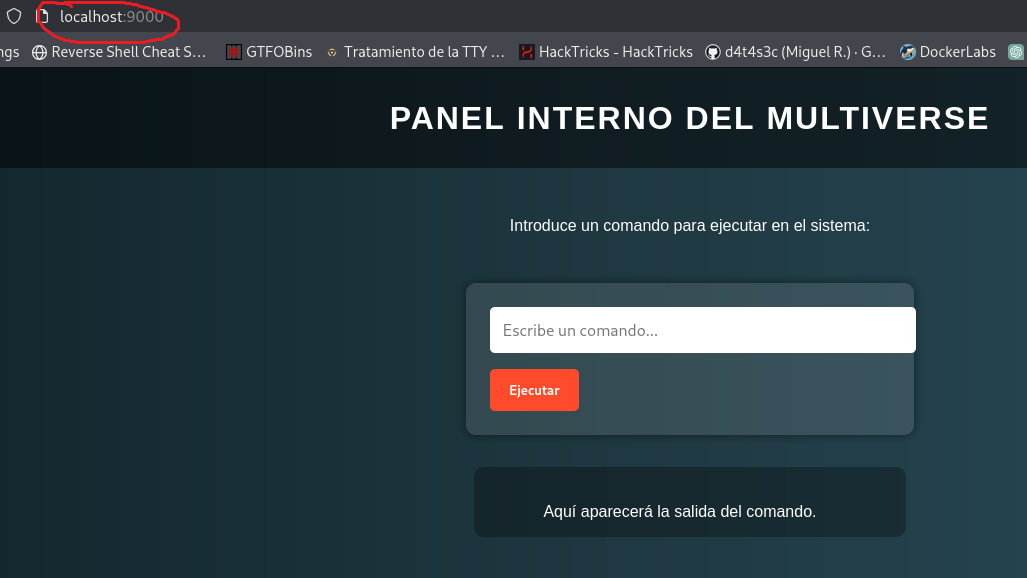 localhost:9000
ngs Reverse Shell Cheat S... GTFOBins Tratamiento de la TTY ... HackTricks - HackTricks d4t4s3c (Miguel R.) · G... DockerLabs
PANEL INTERNO DEL MULTIVERSE
Introduce un comando para ejecutar en el sistema:
Escribe un comando...
Ejecutar
Aquí aparecerá la salida del comando.